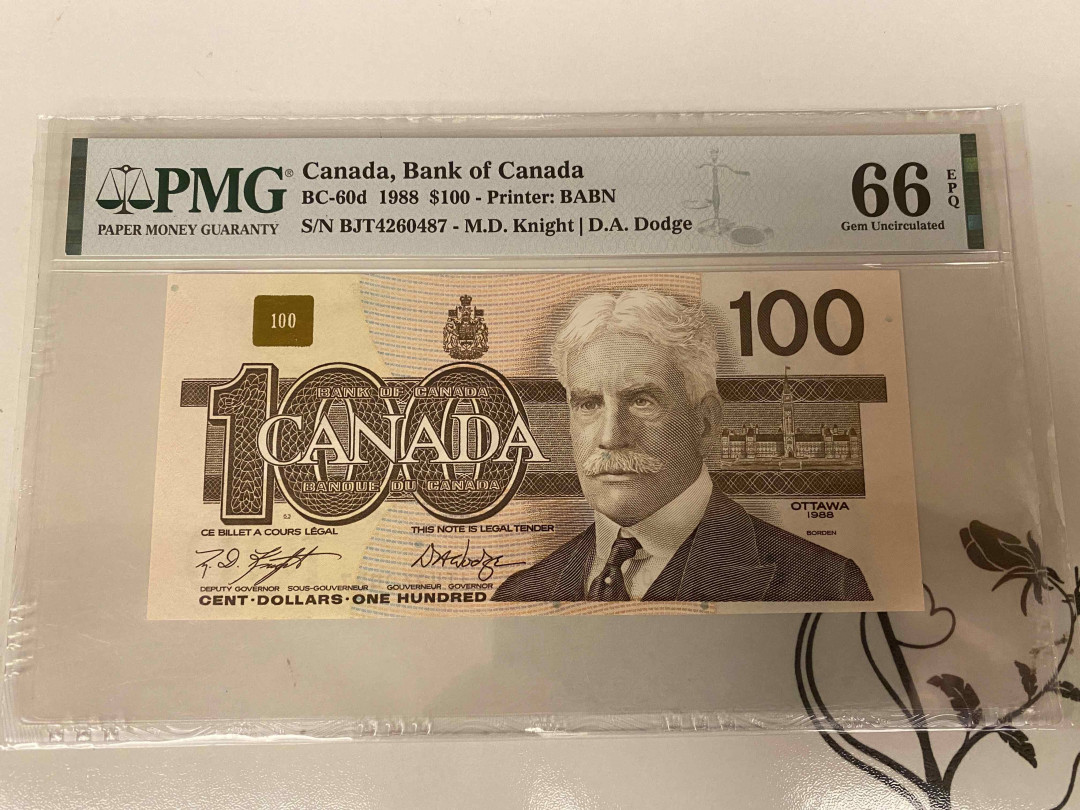 PMG®
PAPER MONEY GUARANTY
Canada, Bank of Canada
BC-60d 1988 $100 - Printer: BABN
S/N BJT4260487 - M.D. Knight | D.A. Dodge
66
EPQ
Gem Uncirculated
100
100
100
BANK OF CANADA
CANADA
BANQUE DU CANADA
CE BILLET A COURS LÉGAL
THIS NOTE IS LEGAL TENDER
OTTAWA
1988
BORDEN
DEPUTY GOVERNOR SOUS-GOUVERNEUR
GOUVERNEUR GOVERNOR
CENT·DOLLARS·ONE HUNDRED